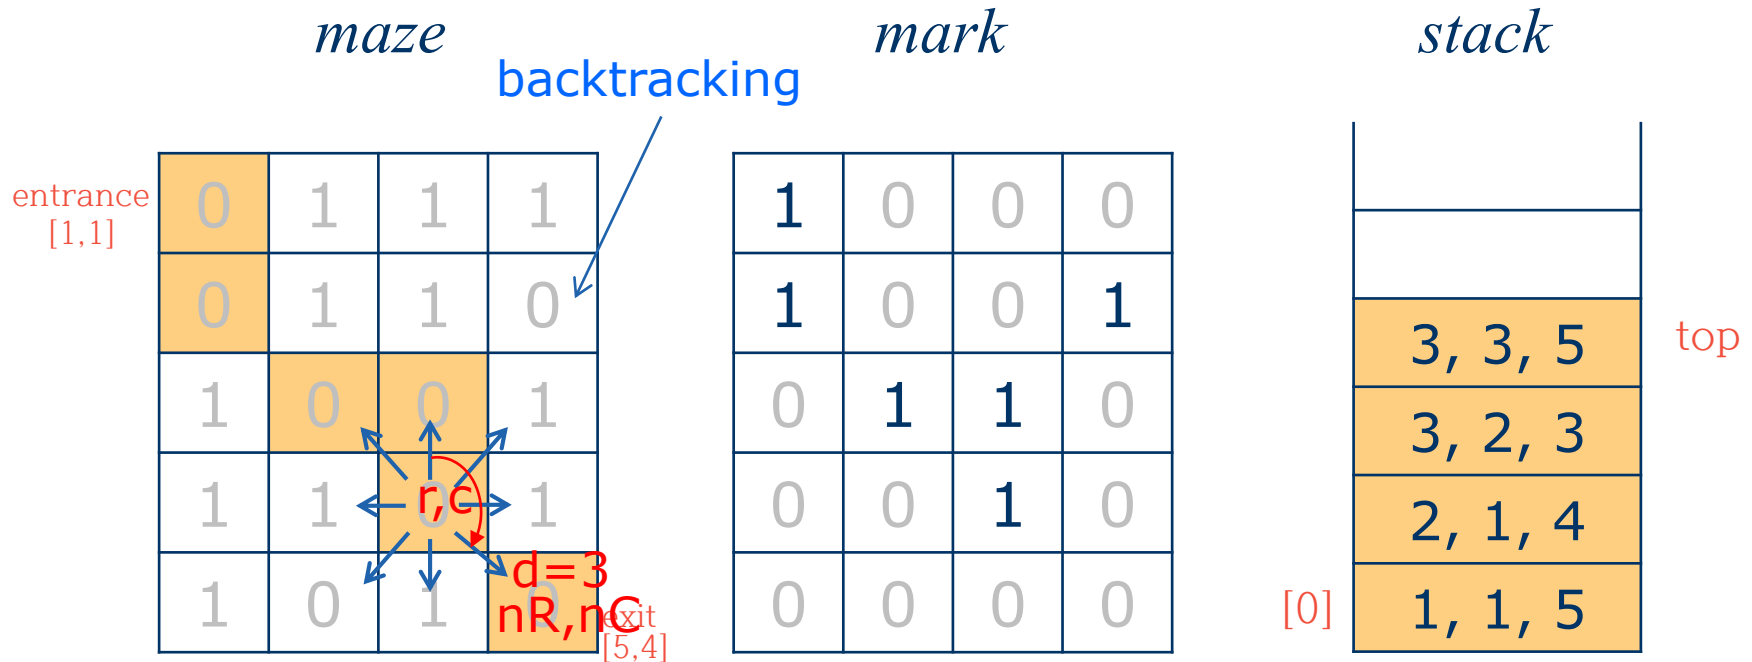 maze
mark
stack
backtracking
entrance
[1,1]
0 1 1 1
0 1 1 0
1 0 0 1
1 1 0 1
1 0 1 0
r,c
d=3
nR,nC
exit
[5,4]
1 0 0 0
1 0 0 1
0 1 1 0
0 0 1 0
0 0 0 0
3, 3, 5
top
3, 2, 3
2, 1, 4
[0]
1, 1, 5